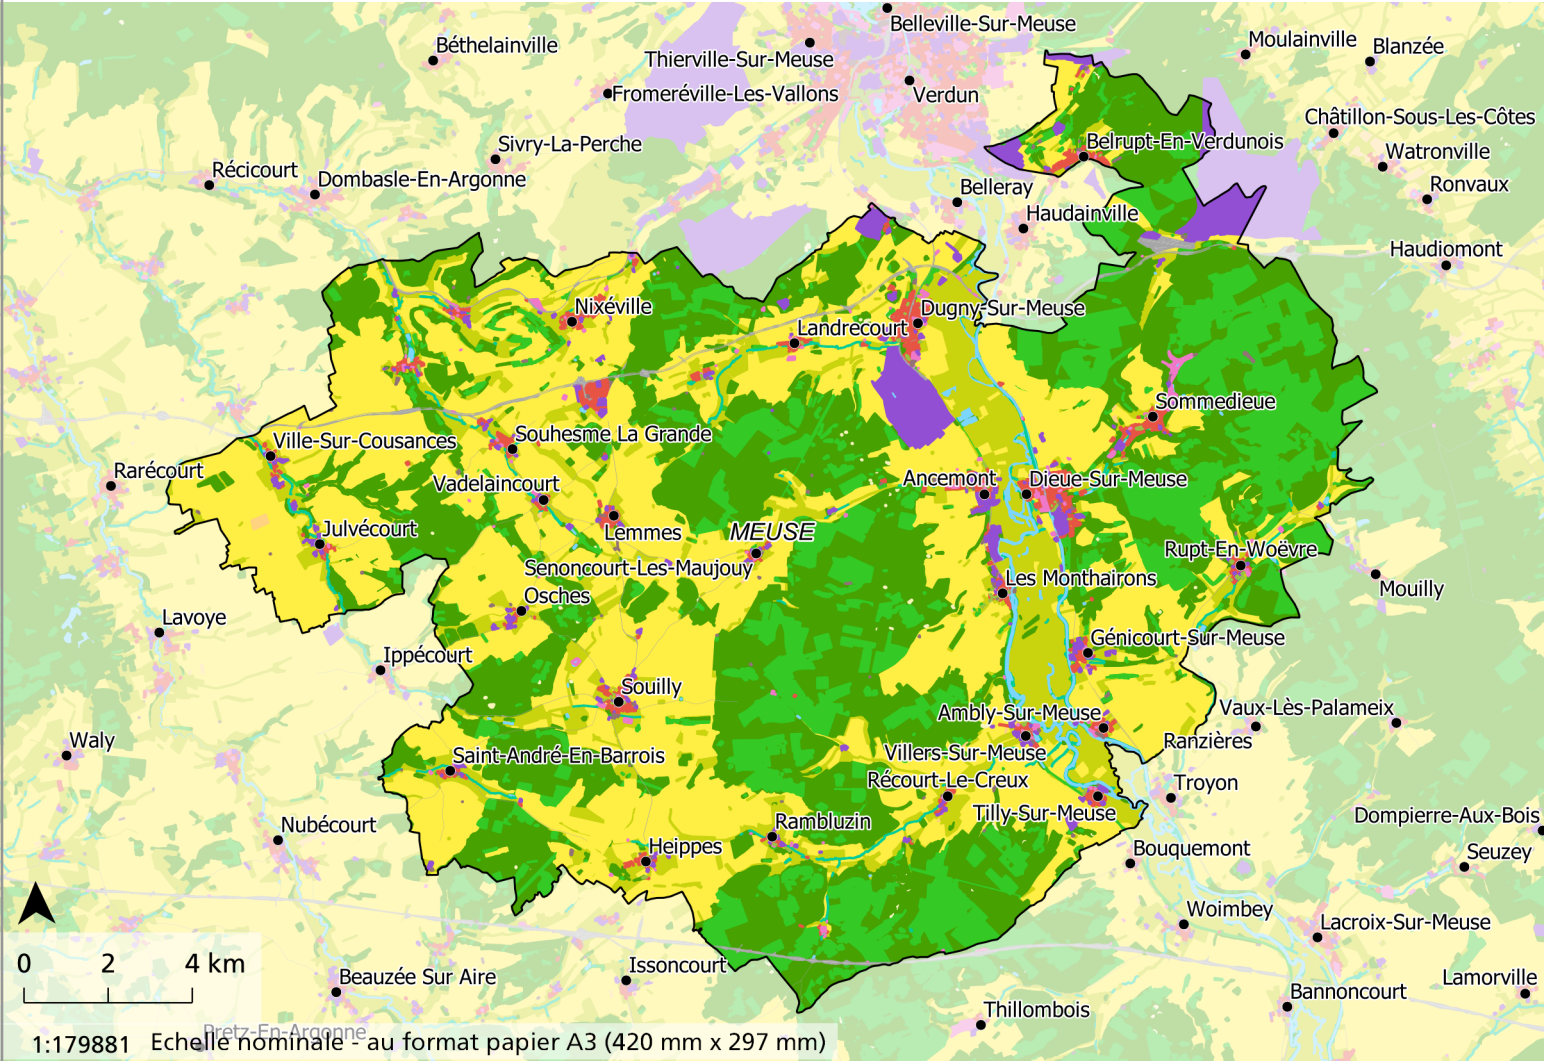 Belleville-Sur-Meuse
Béthelainville
Thierville-Sur-Meuse
Moulainville
Blanzée
Fromeréville-Les-Vallons
Verdun
Châtillon-Sous-Les-Côtes
Sivry-La-Perche
Belrupt-En-Verdunois
Watronville
Récicourt
Dombasle-En-Argonne
Belleray
Ronvaux
Haudainville
Haudiomont
Nixéville
Dugny-Sur-Meuse
Landrecourt
Sommedieue
Ville-Sur-Cousances
Souhesme La Grande
Rarécourt
Vadelaincourt
Ancemont
Dieue-Sur-Meuse
Julvécourt
Lemmes
MEUSE
Rupt-En-Woëvre
Senoncourt-Les-Maujouy
Les Monthairons
Mouilly
Osches
Lavoye
Génicourt-Sur-Meuse
Ippécourt
Souilly
Vaux-Lès-Palameix
Ambly-Sur-Meuse
Waly
Ranzières
Saint-André-En-Barrois
Villers-Sur-Meuse
Récourt-Le-Creux
Troyon
Tilly-Sur-Meuse
Dompierre-Aux-Bois
Nubécourt
Rambluzin
Heippes
Bouquemont
Seuzey
Woimbey
Lacroix-Sur-Meuse
0 2 4 km
Issoncourt
Beauzée Sur Aire
Lamorville
Bannoncourt
Thillombois
Pretz-En-Argonne
1:179881 Echelle nominale - au format papier A3 (420 mm x 297 mm)